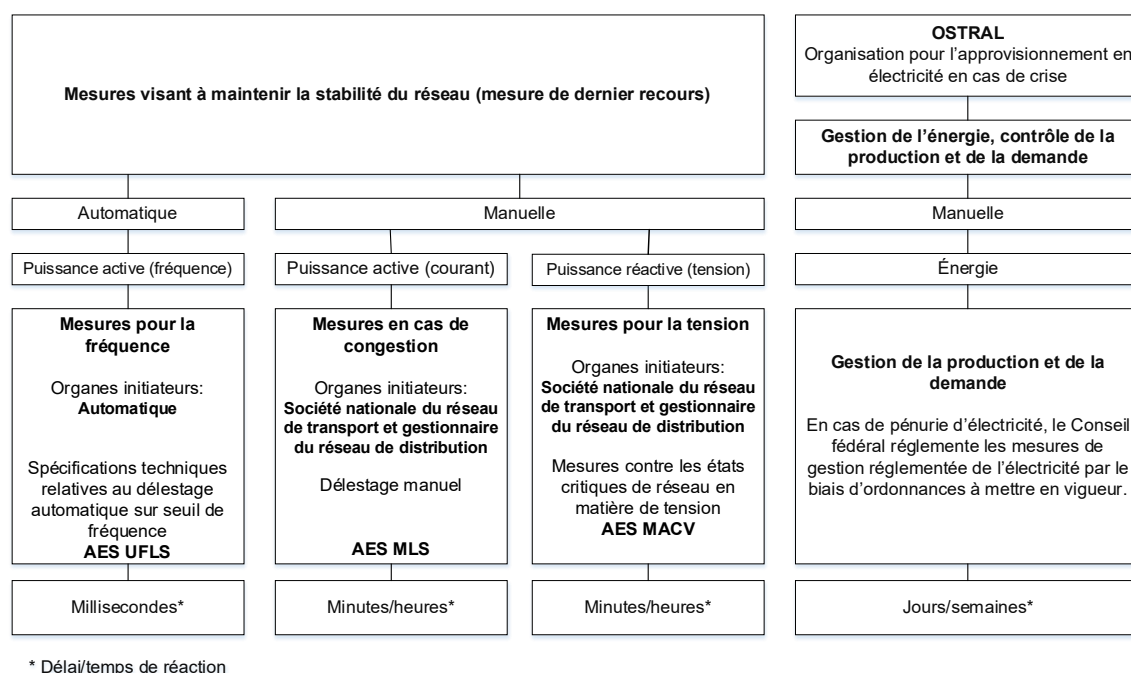 Mesures visant à maintenir la stabilité du réseau (mesure de dernier recours)
OSTRAL
Organisation pour l'approvisionnement en
électricité en cas de crise
Gestion de l'énergie, contrôle de la
production et de la demande
Automatique
Manuelle
Manuelle
Puissance active (fréquence)
Puissance active (courant)
Puissance réactive (tension)
Énergie
Mesures pour la
fréquence
Organes initiateurs:
Automatique
Spécifications techniques
relatives au délestage
automatique sur seuil de
fréquence
AES UFLS
Mesures en cas de
congestion
Organes initiateurs:
Société nationale du réseau
de transport et gestionnaire
du réseau de distribution
Délestage manuel
AES MLS
Mesures pour la tension
Organes initiateurs:
Société nationale du réseau
de transport et gestionnaire
du réseau de distribution
Mesures contre les états
critiques de réseau en
matière de tension
AES MACV
Gestion de la production et de la
demande
En cas de pénurie d'électricité, le Conseil
fédéral réglemente les mesures de
gestion réglementée de l'électricité par le
biais d'ordonnances à mettre en vigueur.
Millisecondes*
Minutes/heures*
Minutes/heures*
Jours/semaines*
* Délai/temps de réaction